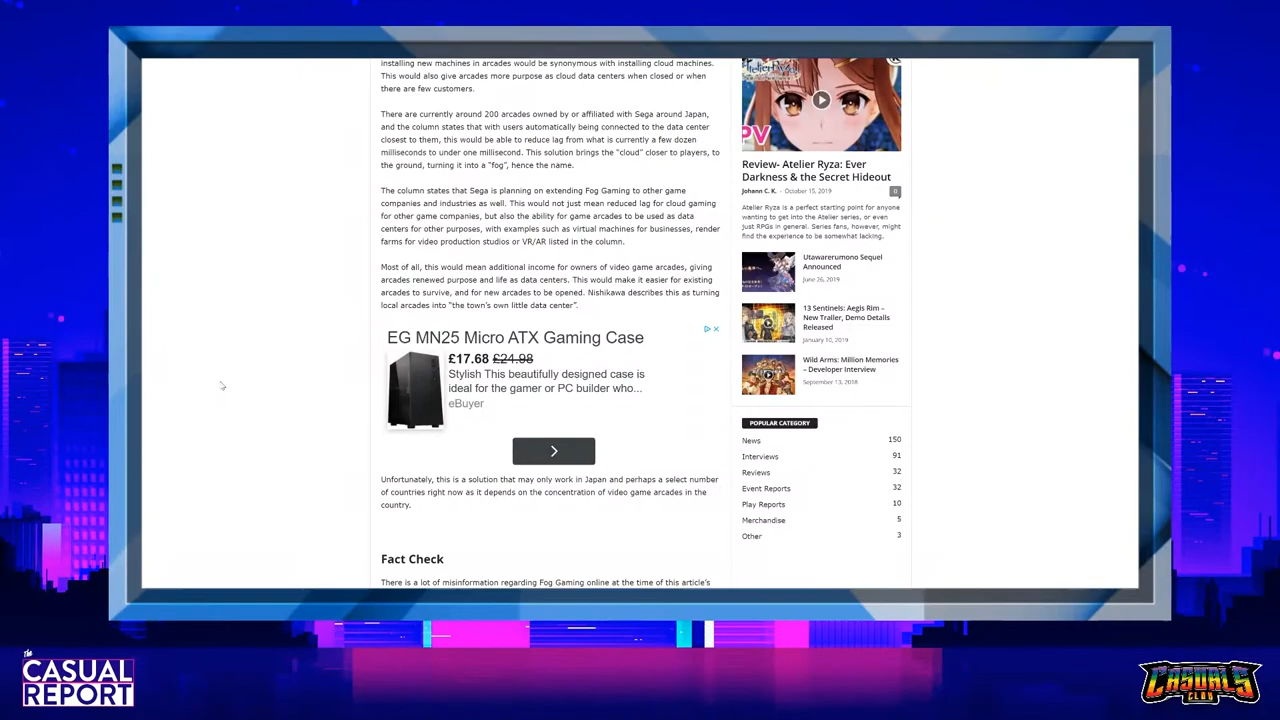 installing new machines in arcades would be synonymous with installing cloud machines.
This would also give arcades more purpose as cloud data centers when closed or when
there are few customers.
There are currently around 200 arcades owned by or affiliated with Sega around Japan,
and the column states that with users automatically being connected to the data center
closest to them, this would be able to reduce lag from what is currently a few dozen
milliseconds to under one millisecond. This solution brings the “cloud” closer to players, to
the ground, turning it into a “fog”, hence the name.
The column states that Sega is planning on extending Fog Gaming to other game
companies and industries as well. This would not just mean reduced lag for cloud gaming
for other game companies, but also the ability for game arcades to be used as data
centers for other purposes, with examples such as virtual machines for businesses, render
farms for video production studios or VR/AR listed in the column.
Most of all, this would mean additional income for owners of video game arcades, giving
arcades renewed purpose and life as data centers. This would make it easier for existing
arcades to survive, and for new arcades to be opened. Nishikawa describes this as turning
local arcades into “the town’s own little data center”.
EG MN25 Micro ATX Gaming Case
£17.68 £24.98
Stylish This beautifully designed case is
ideal for the gamer or PC builder who...
eBuyer
Unfortunately, this is a solution that may only work in Japan and perhaps a select number
of countries right now as it depends on the concentration of video game arcades in the
country.
Fact Check
There is a lot of misinformation regarding Fog Gaming online at the time of this article’s
PV
Review- Atelier Ryza: Ever
Darkness & the Secret Hideout
Johann C. K. - October 15, 2019 0
Atelier Ryza is a perfect starting point for anyone
wanting to get into the Atelier series, or even
just RPGs in general. Series fans, however, might
find the experience to be somewhat lacking.
Utawarerumono Sequel
Announced
June 26, 2019
13 Sentinels: Aegis Rim –
New Trailer, Demo Details
Released
January 10, 2019
Wild Arms: Million Memories
– Developer Interview
September 13, 2018
POPULAR CATEGORY
News 150
Interviews 91
Reviews 32
Event Reports 32
Play Reports 10
Merchandise 5
Other 3
the
CASUAL
REPORT
CASUALS
CLUB